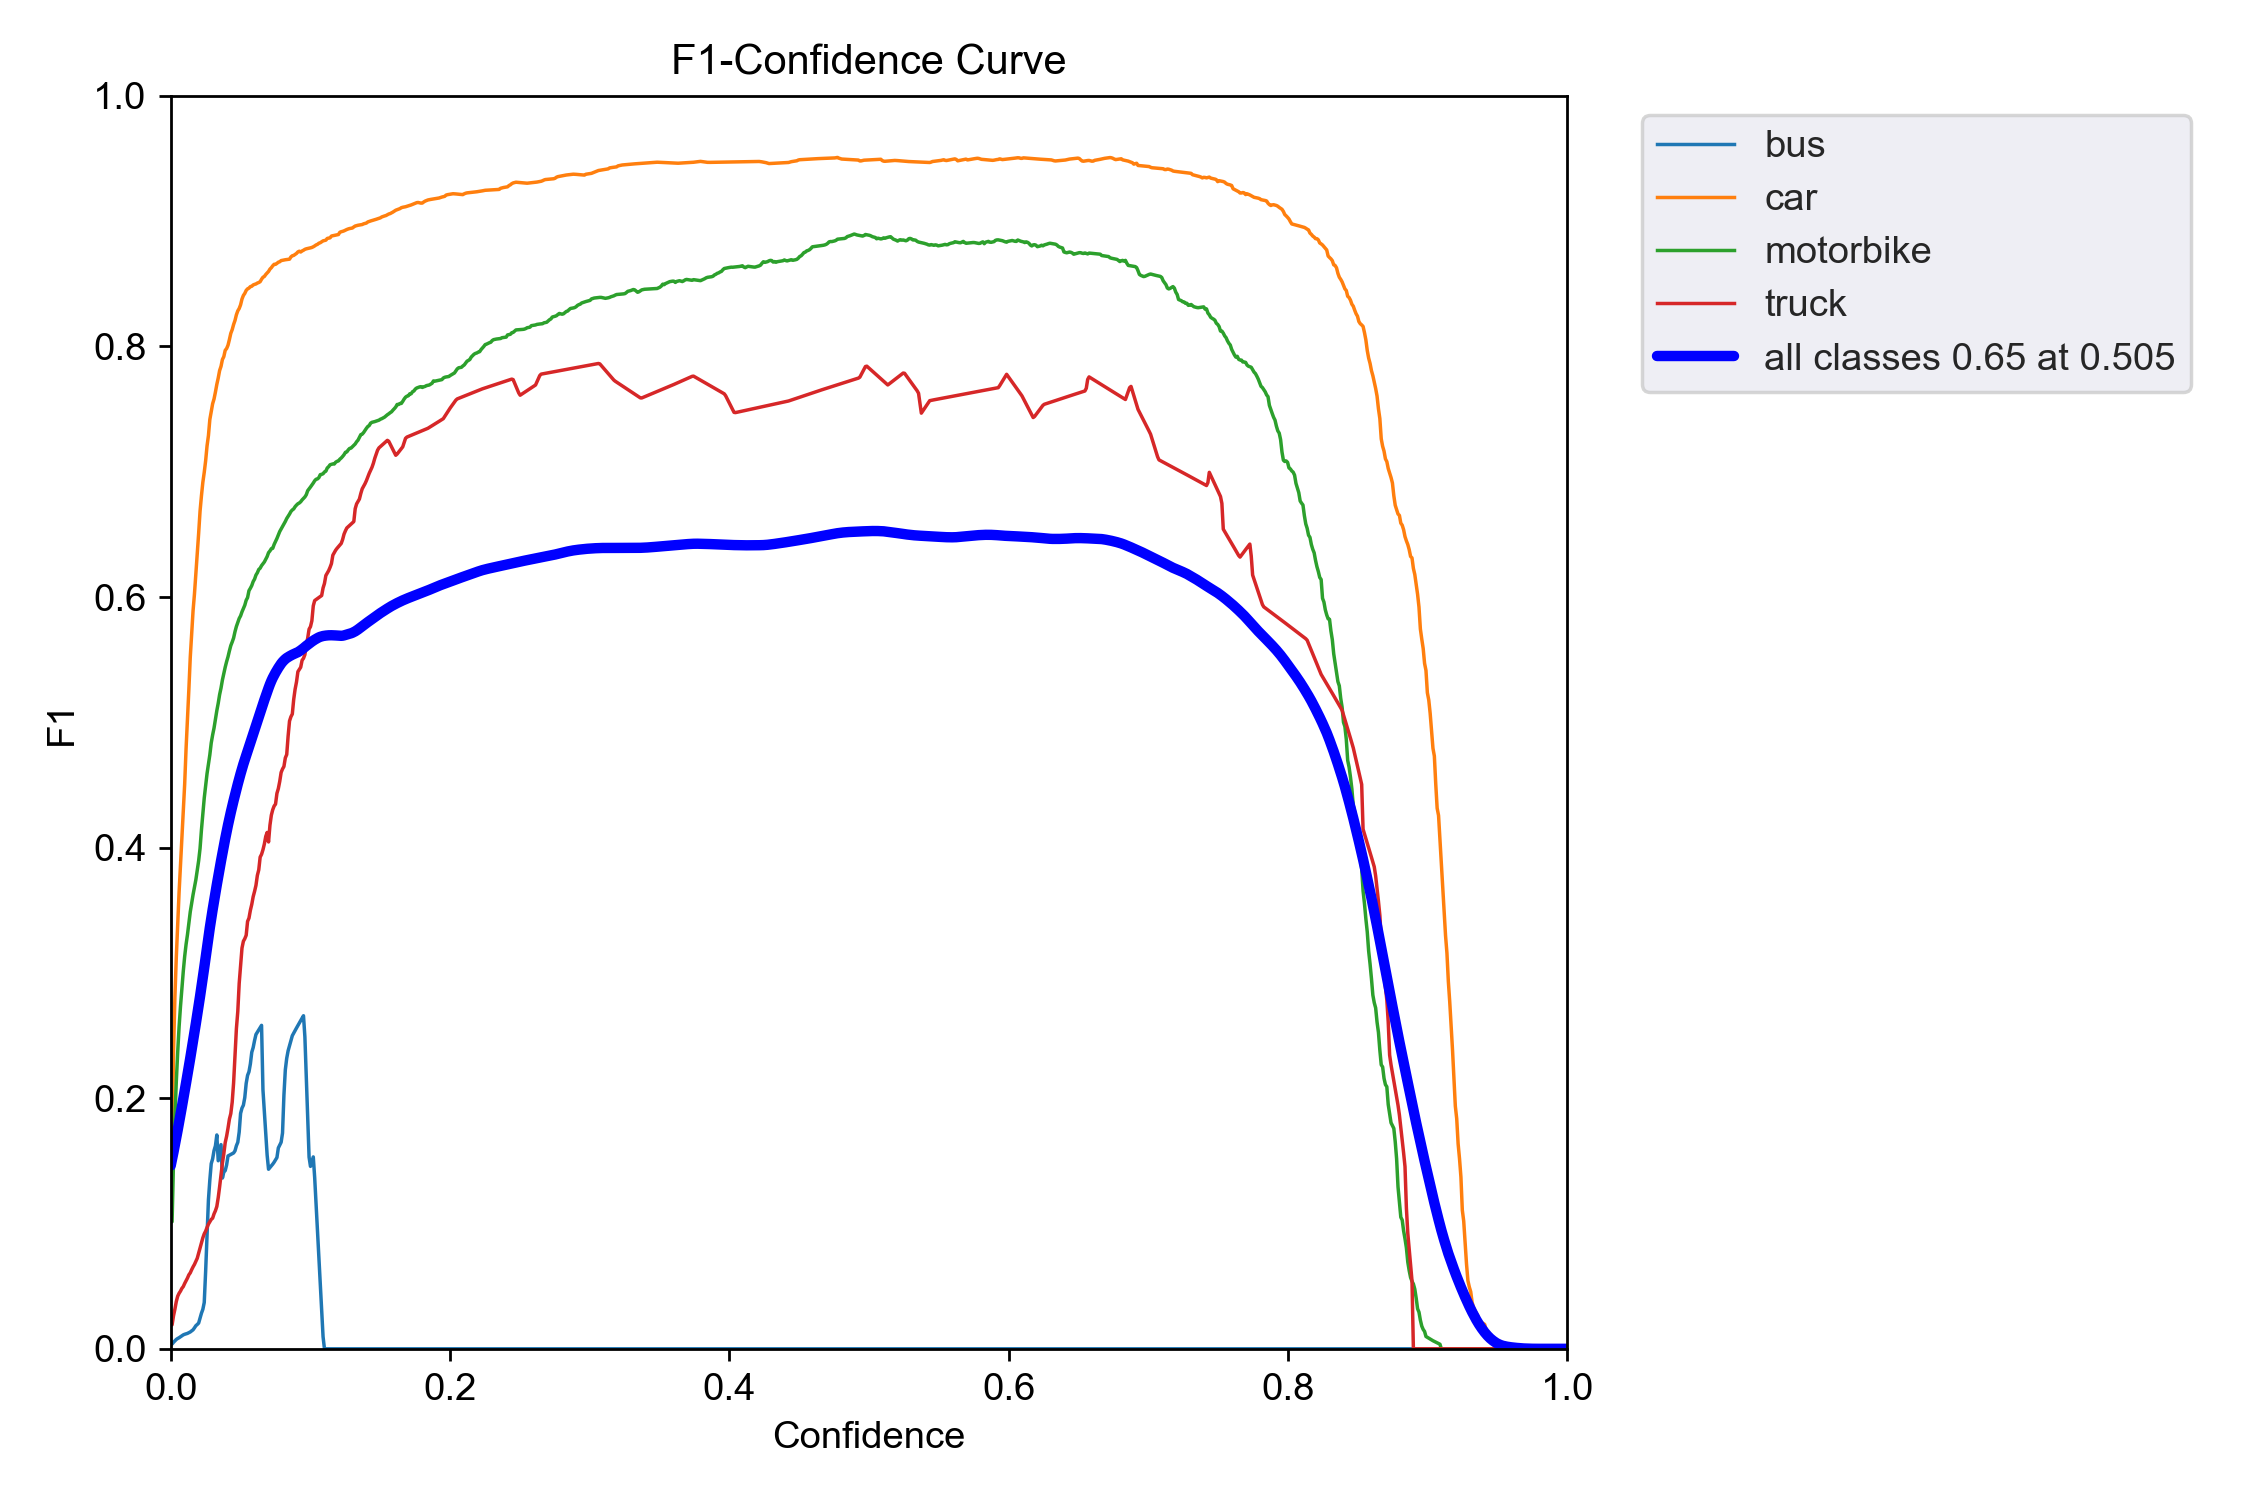 F1-Confidence Curve
1.0
0.8
0.6
0.4
0.2
0.0
F1
0.0 0.2 0.4 0.6 0.8 1.0
Confidence
bus
car
motorbike
truck
all classes 0.65 at 0.505